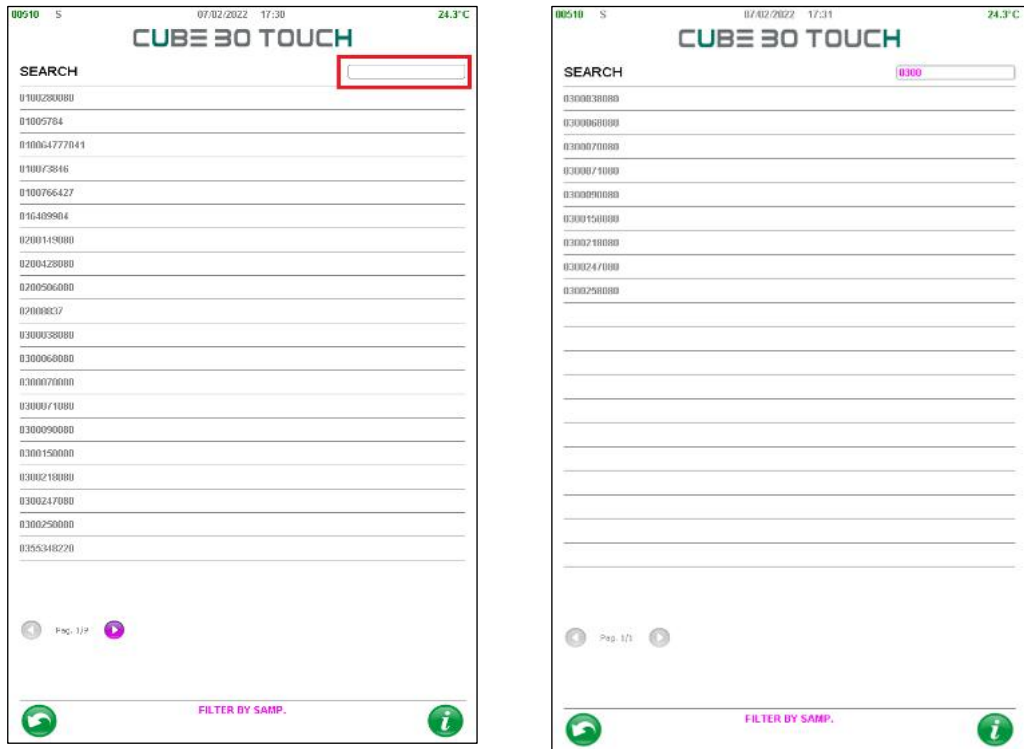 00510 S 07/02/2022 17:30 24.3°C
CUBE 30 TOUCH
SEARCH
0100280080
01005784
010064777041
010073846
0100766427
016409904
0200149080
0200428080
0200506080
02008837
0300038080
0300068080
0300070080
0300071080
0300090080
0300150080
0300218080
0300247080
0300258080
0355348220
Pag. 1/9
FILTER BY SAMP.
00510 S 07/02/2022 17:31 24.3°C
CUBE 30 TOUCH
SEARCH 0300
0300038080
0300068080
0300070080
0300071080
0300090080
0300150080
0300218080
0300247080
0300258080
Pag. 1/1
FILTER BY SAMP.